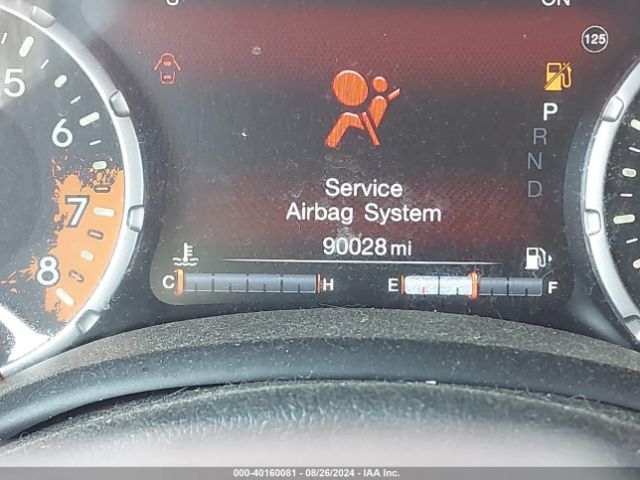 ON
125
5
6
7
8
P
R
N
D
Service
Airbag System
90028 mi
C H
E F
000-40160081 - 08/26/2024 - IAA Inc.